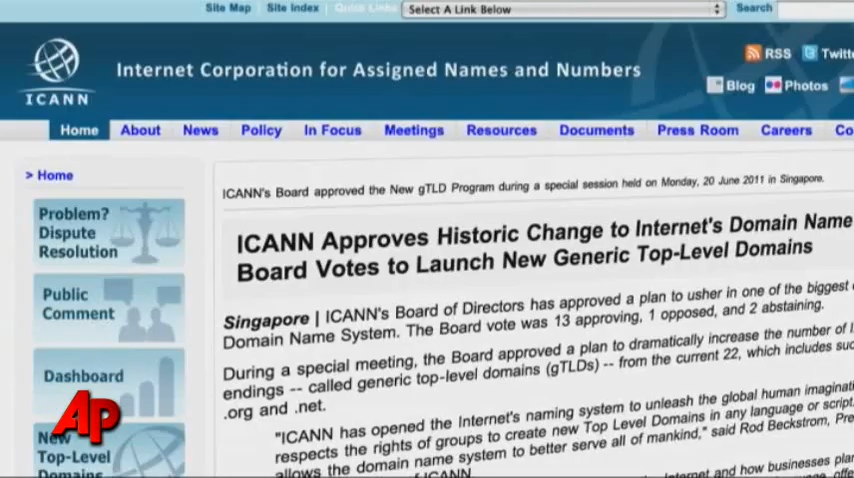 Site Map Site Index Quick Links Select A Link Below Search
ICANN
Internet Corporation for Assigned Names and Numbers
RSS
Blog Photos
Home About News Policy In Focus Meetings Resources Documents Press Room Careers
> Home
Problem?
Dispute
Resolution
Public
Comment
Dashboard
New
Top-Level
Domains
AP
ICANN's Board approved the New gTLD Program during a special session held on Monday, 20 June 2011 in Singapore.
ICANN Approves Historic Change to Internet's Domain Name
Board Votes to Launch New Generic Top-Level Domains
Singapore | ICANN's Board of Directors has approved a plan to usher in one of the biggest
Domain Name System. The Board vote was 13 approving, 1 opposed, and 2 abstaining.
During a special meeting, the Board approved a plan to dramatically increase the number of
endings -- called generic top-level domains (gTLDs) -- from the current 22, which includes
.org and .net.
"ICANN has opened the Internet's naming system to unleash the global human
respects the rights of groups to create new Top Level Domains in any language or script.
allows the domain name system to better serve all of mankind," said Rod Beckstrom,
of ICANN
and how businesses